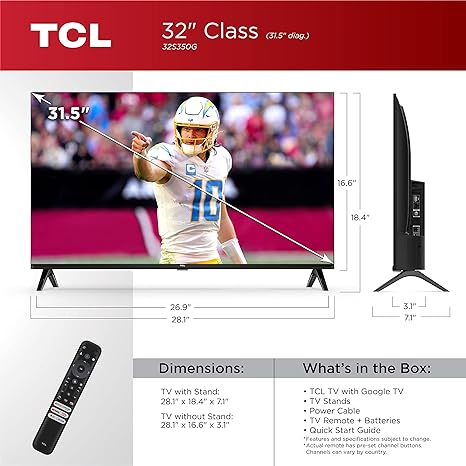 TCL
32" Class (31.5" diag.)
32S350G
31.5"
10
C
16.6"
18.4"
TCL
26.9"
28.1"
3.1"
7.1"
Dimensions:
TV with Stand:
28.1" x 18.4" x 7.1"
TV without Stand:
28.1" x 16.6" x 3.1"
What's in the Box:
• TCL TV with Google TV
• TV Stands
• Power Cable
• TV Remote + Batteries
• Quick Start Guide
*Features and specifications subject to change.
*Actual remote has pre-set channel buttons.
Channels can vary by country.